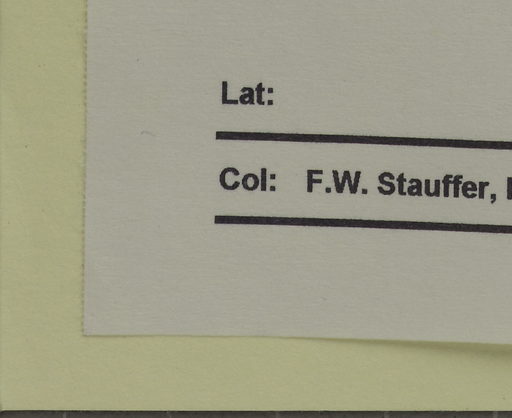 Lat:
Col: F.W. Stauffer,